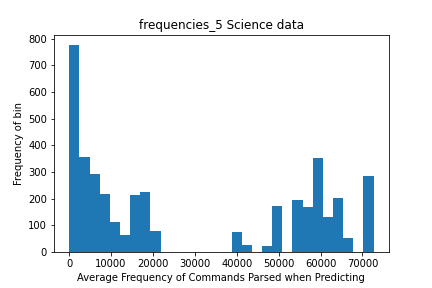 frequencies_5 Science data
800
700
600
500
400
300
200
100
0
Frequency of bin
0 10000 20000 30000 40000 50000 60000 70000
Average Frequency of Commands Parsed when Predicting